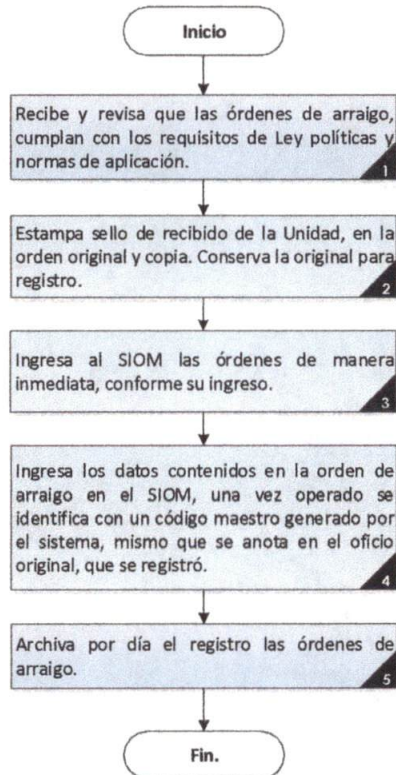 Inicio
Recibe y revisa que las órdenes de arraigo,
cumplan con los requisitos de Ley políticas y
normas de aplicación.
1
Estampa sello de recibido de la Unidad, en la
orden original y copia. Conserva la original para
registro.
2
Ingresa al SIOM las órdenes de manera
inmediata, conforme su ingreso.
3
Ingresa los datos contenidos en la orden de
arraigo en el SIOM, una vez operado se
identifica con un código maestro generado por
el sistema, mismo que se anota en el oficio
original, que se registró.
4
Archiva por día el registro las órdenes de
arraigo.
5
Fin.